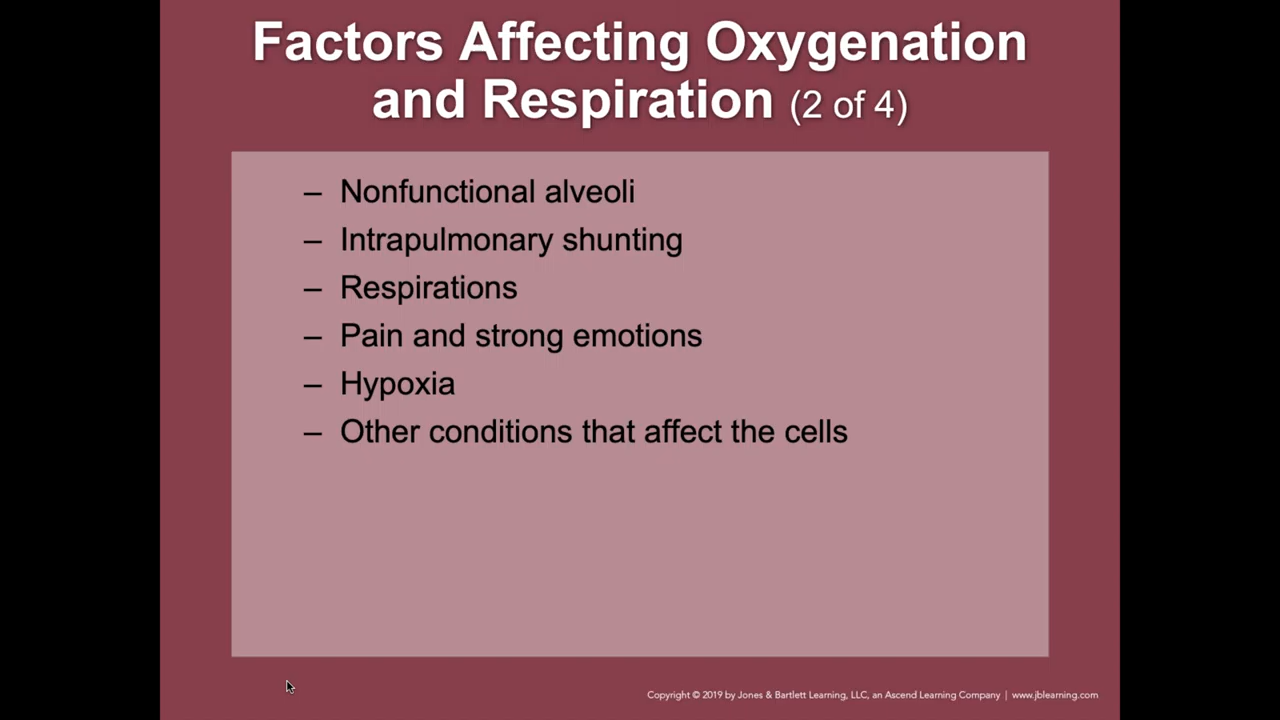 Factors Affecting Oxygenation
and Respiration (2 of 4)
– Nonfunctional alveoli
– Intrapulmonary shunting
– Respirations
– Pain and strong emotions
– Hypoxia
– Other conditions that affect the cells
Copyright © 2019 by Jones & Bartlett Learning, LLC, an Ascend Learning Company | www.jblearning.com